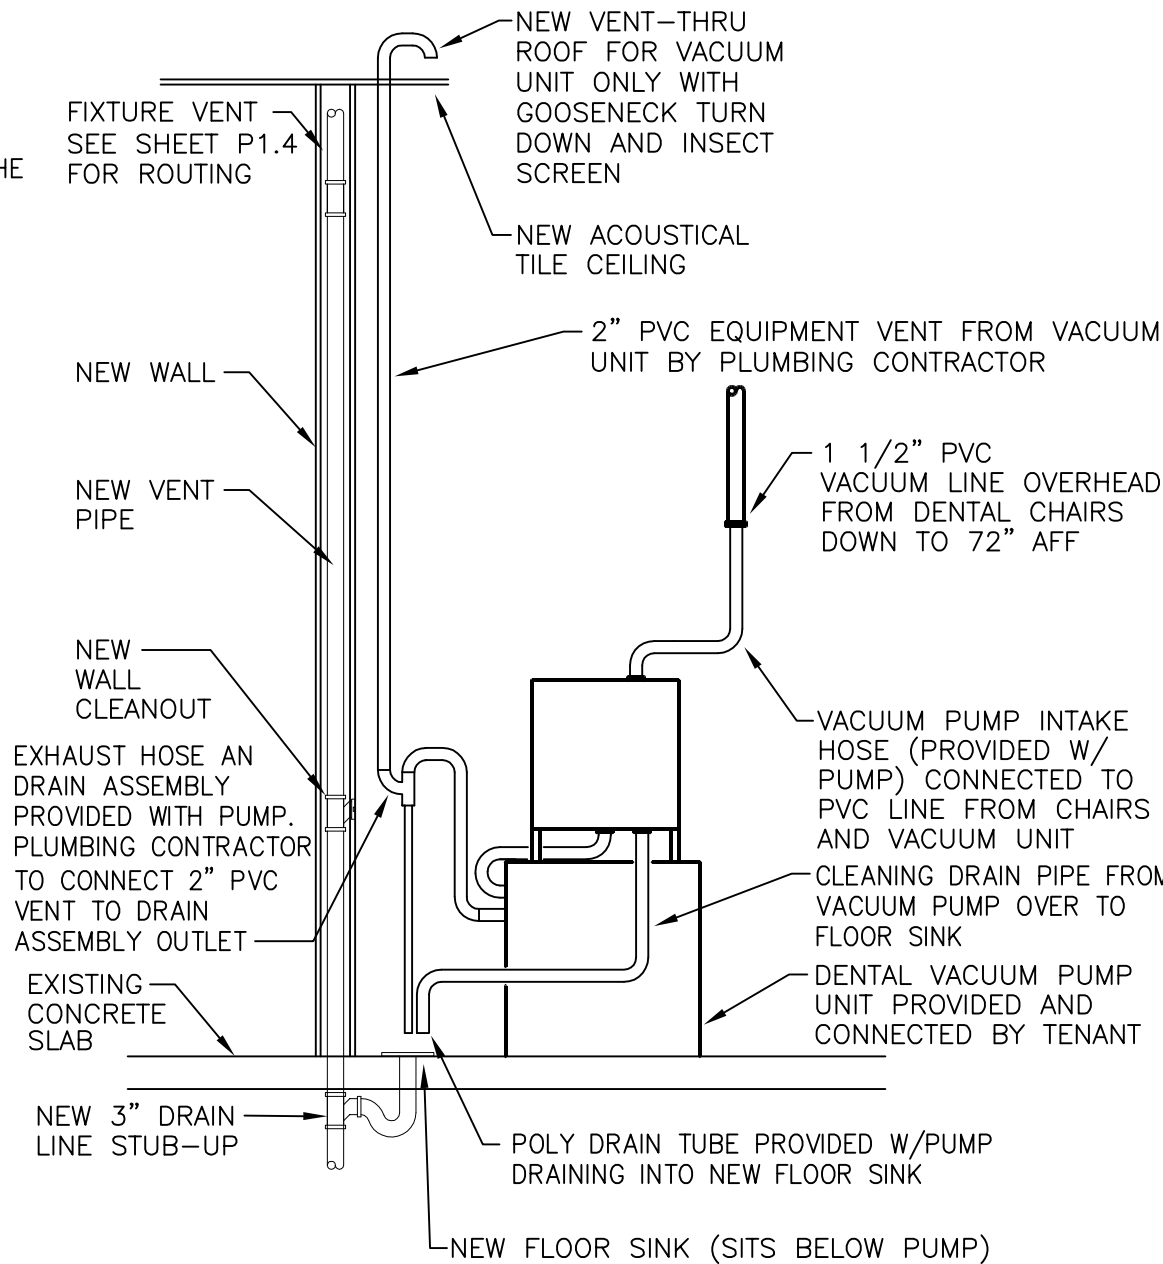 NEW VENT-THRU
ROOF FOR VACUUM
UNIT ONLY WITH
GOOSENECK TURN
DOWN AND INSECT
SCREEN
FIXTURE VENT
SEE SHEET P1.4
FOR ROUTING
HE
NEW ACOUSTICAL
TILE CEILING
2" PVC EQUIPMENT VENT FROM VACUUM
UNIT BY PLUMBING CONTRACTOR
NEW WALL
1 1/2" PVC
VACUUM LINE OVERHEAD
FROM DENTAL CHAIRS
DOWN TO 72" AFF
NEW VENT
PIPE
NEW
WALL
CLEANOUT
VACUUM PUMP INTAKE
HOSE (PROVIDED W/
PUMP) CONNECTED TO
PVC LINE FROM CHAIRS
AND VACUUM UNIT
EXHAUST HOSE AN
DRAIN ASSEMBLY
PROVIDED WITH PUMP.
PLUMBING CONTRACTOR
TO CONNECT 2" PVC
VENT TO DRAIN
ASSEMBLY OUTLET
CLEANING DRAIN PIPE FROM
VACUUM PUMP OVER TO
FLOOR SINK
DENTAL VACUUM PUMP
UNIT PROVIDED AND
CONNECTED BY TENANT
EXISTING
CONCRETE
SLAB
NEW 3" DRAIN
LINE STUB-UP
POLY DRAIN TUBE PROVIDED W/PUMP
DRAINING INTO NEW FLOOR SINK
NEW FLOOR SINK (SITS BELOW PUMP)